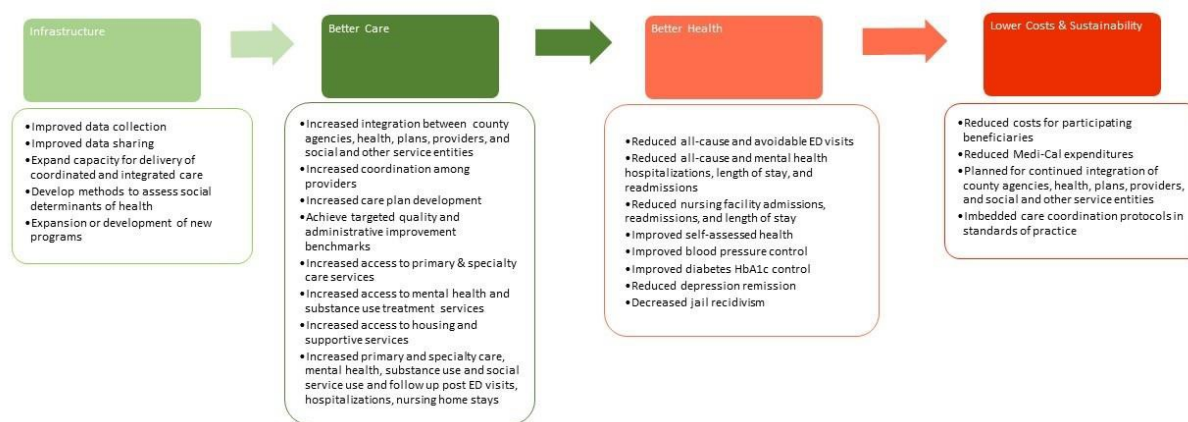 Infrastructure
•Improved data collection
•Improved data sharing
•Expand capacity for delivery of
coordinated and integrated care
•Develop methods to assess social
determinants of health
•Expansion or development of new
programs
Better Care
•Increased integration between county
agencies, health, plans, providers, and
social and other service entities
•Increased coordination among
providers
•Increased care plan development
•Achieve targeted quality and
administrative improvement
benchmarks
•Increased access to primary & specialty
care services
•Increased access to mental health and
substance use treatment services
•Increased access to housing and
supportive services
•Increased primary and specialty care,
mental health, substance use and social
service use and follow up post ED visits,
hospitalizations, nursing home stays
Better Health
•Reduced all-cause and avoidable ED visits
•Reduced all-cause and mental health
hospitalizations, length of stay, and
readmissions
•Reduced nursing facility admissions,
readmissions, and length of stay
•Improved self-assessed health
•Improved blood pressure control
•Improved diabetes HbA1c control
•Reduced depression remission
•Decreased jail recidivism
Lower Costs & Sustainability
•Reduced costs for participating
beneficiaries
•Reduced Medi-Cal expenditures
•Planned for continued integration of
county agencies, health, plans, providers,
and social and other service entities
•Imbedded care coordination protocols in
standards of practice